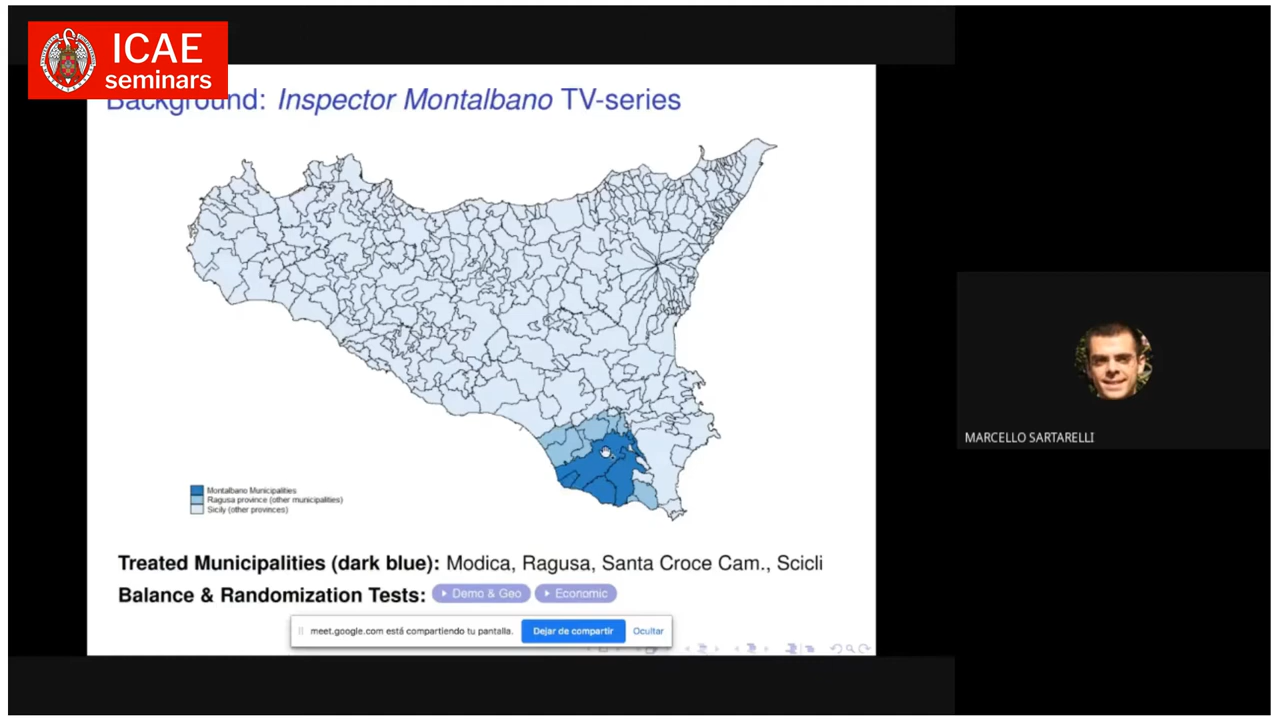 ICAE
seminars
Background: Inspector Montalbano TV-series
Montalbano Municipalities
Ragusa province (other municipalities)
Sicily (other provinces)
MARCELLO SARTARELLI
Treated Municipalities (dark blue): Modica, Ragusa, Santa Croce Cam., Scicli
Balance & Randomization Tests: Demo & Geo Economic
meet.google.com está compartiendo tu pantalla. Dejar de compartir Ocultar